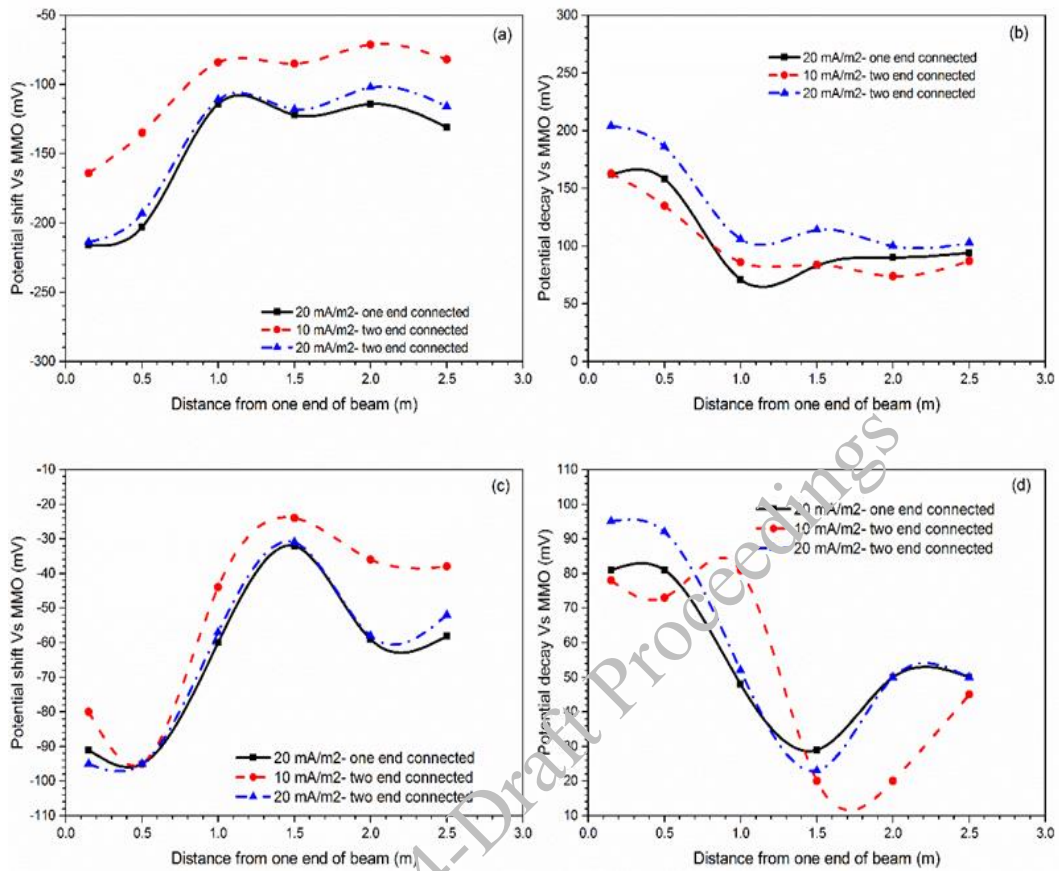 (a)
Potential shift Vs MMO (mV)
-50
-100
-150
-200
-250
-300
20 mA/m2- one end connected
10 mA/m2- two end connected
20 mA/m2- two end connected
0.0 0.5 1.0 1.5 2.0 2.5 3.0
Distance from one end of beam (m)
(b)
Potential decay Vs MMO (mV)
300
250
200
150
100
50
0
20 mA/m2- one end connected
10 mA/m2- two end connected
20 mA/m2- two end connected
0.0 0.5 1.0 1.5 2.0 2.5 3.0
Distance from one end of beam (m)
(c)
Potential shift Vs MMO (mV)
-10
-20
-30
-40
-50
-60
-70
-80
-90
-100
-110
20 mA/m2- one end connected
10 mA/m2- two end connected
20 mA/m2- two end connected
0.0 0.5 1.0 1.5 2.0 2.5 3.0
Distance from one end of beam (m)
(d)
Potential decay Vs MMO (mV)
110
100
90
80
70
60
50
40
30
20
10
20 mA/m2- one end connected
10 mA/m2- two end connected
20 mA/m2- two end connected
0.0 0.5 1.0 1.5 2.0 2.5 3.0
Distance from one end of beam (m)
-Draft Proceedings